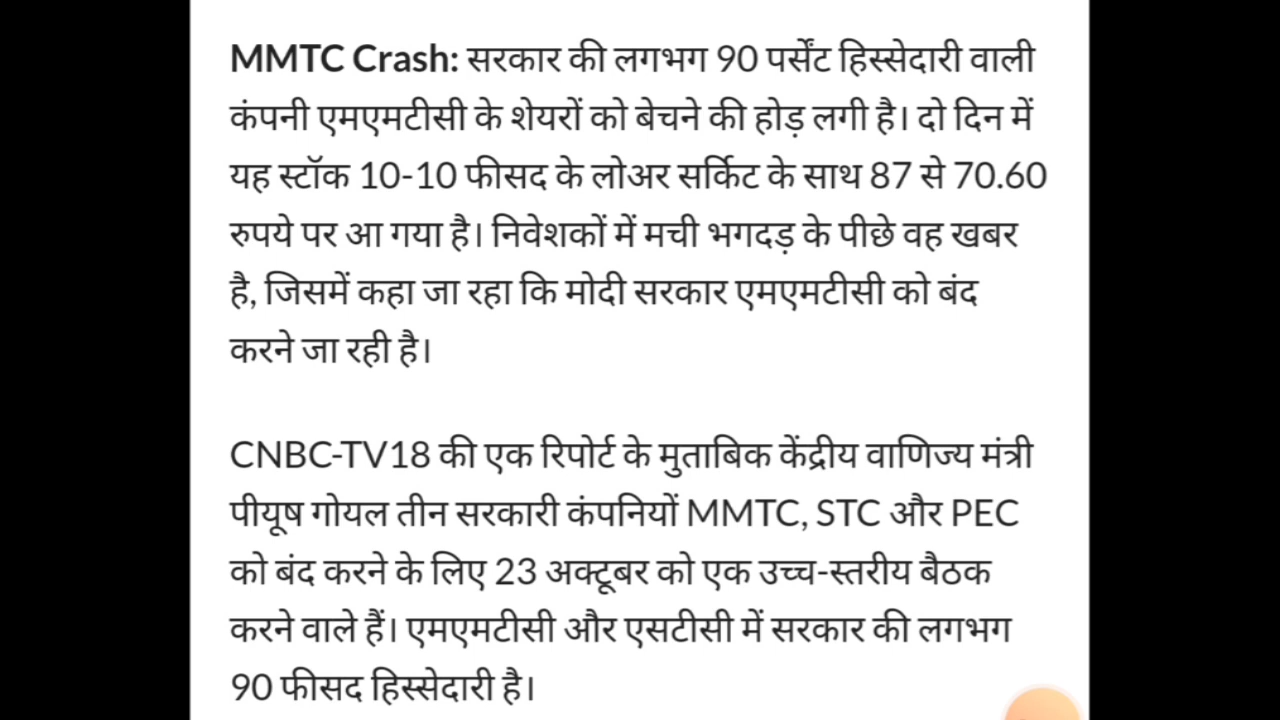 MMTC Crash: सरकार की लगभग 90 पर्सेंट हिस्सेदारी वाली
कंपनी एमएमटीसी के शेयरों को बेचने की होड़ लगी है। दो दिन में
यह स्टॉक 10-10 फीसद के लोअर सर्किट के साथ 87 से 70.60
रुपये पर आ गया है। निवेशकों में मची भगदड़ के पीछे वह खबर
है, जिसमें कहा जा रहा कि मोदी सरकार एमएमटीसी को बंद
करने जा रही है।
CNBC-TV18 की एक रिपोर्ट के मुताबिक केंद्रीय वाणिज्य मंत्री
पीयूष गोयल तीन सरकारी कंपनियों MMTC, STC और PEC
को बंद करने के लिए 23 अक्टूबर को एक उच्च-स्तरीय बैठक
करने वाले हैं। एमएमटीसी और एसटीसी में सरकार की लगभग
90 फीसद हिस्सेदारी है।